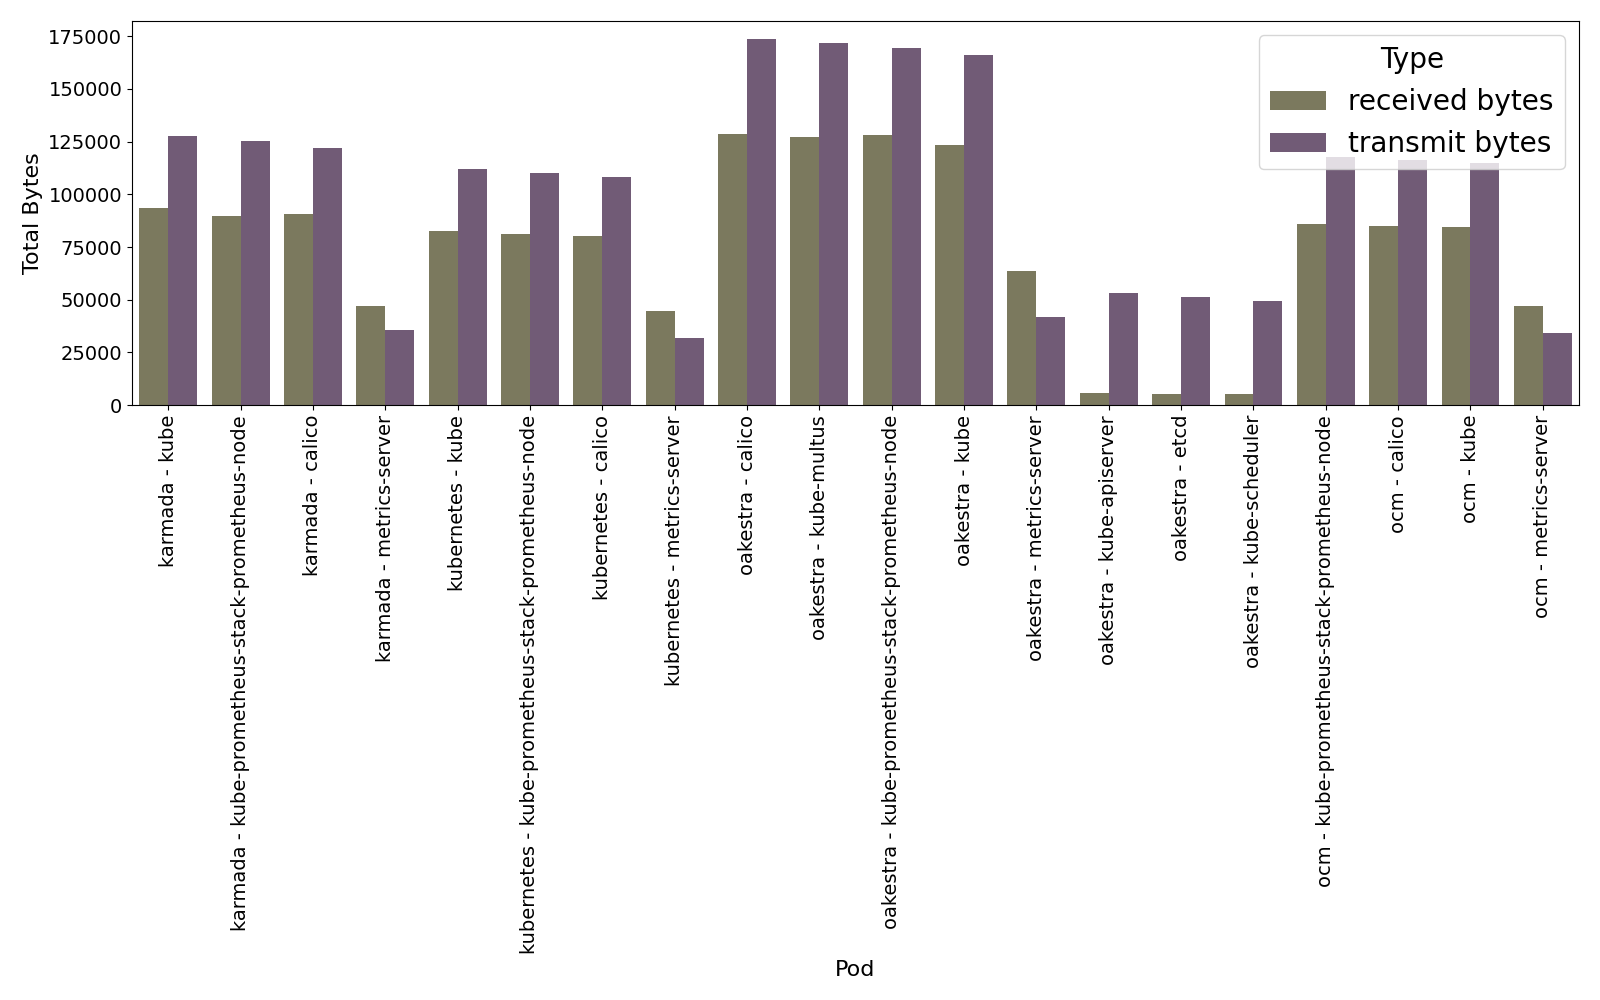 175000
150000
125000
100000
75000
50000
25000
0
Total Bytes
Type
received bytes
transmit bytes
karmada - kube
karmada - kube-prometheus-stack-prometheus-node
karmada - calico
karmada - metrics-server
kubernetes - kube
kubernetes - kube-prometheus-stack-prometheus-node
kubernetes - calico
kubernetes - metrics-server
oakestra - calico
oakestra - kube-multus
oakestra - kube-prometheus-stack-prometheus-node
oakestra - kube
oakestra - metrics-server
oakestra - kube-apiserver
oakestra - etcd
oakestra - kube-scheduler
ocm - kube-prometheus-stack-prometheus-node
ocm - calico
ocm - kube
ocm - metrics-server
Pod